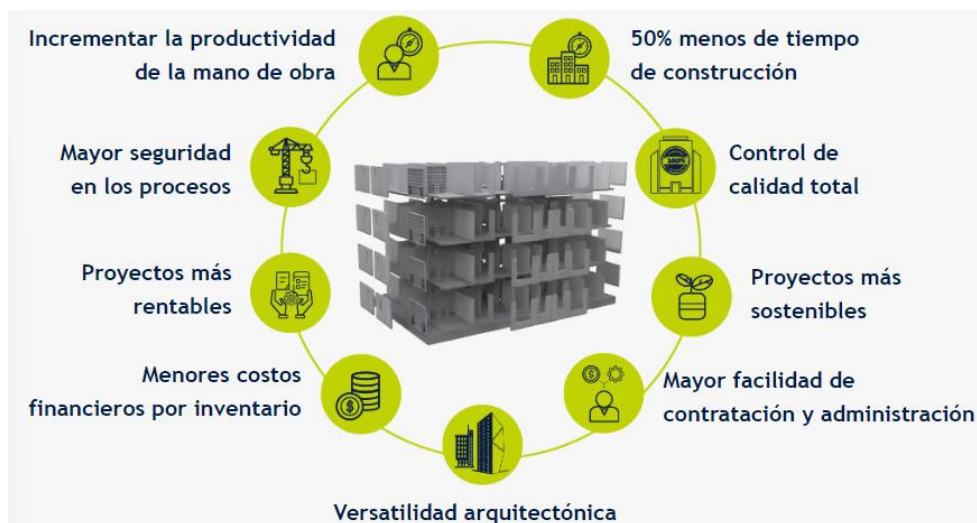 Incrementar la productividad
de la mano de obra
50% menos de tiempo
de construcción
Mayor seguridad
en los procesos
100%
Control de
calidad total
Proyectos más
rentables
Proyectos más
sostenibles
Menores costos
financieros por inventario
Mayor facilidad de
contratación y administración
Versatilidad arquitectónica